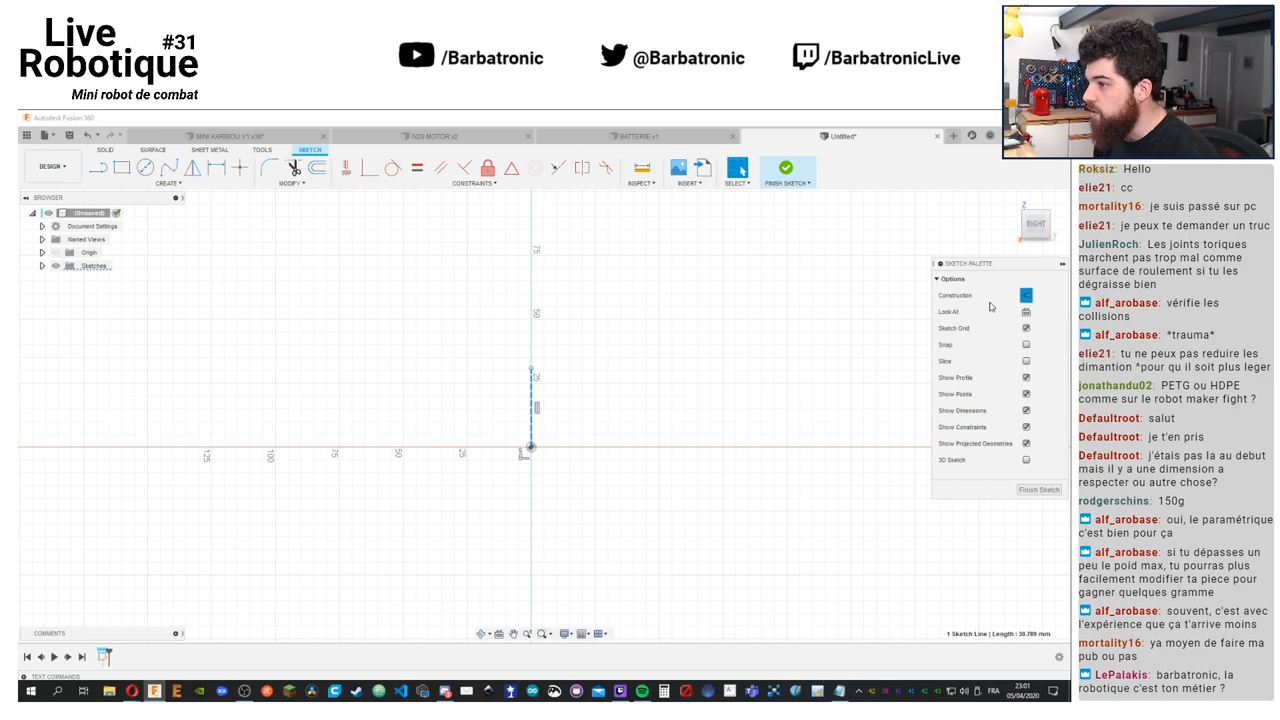 Live
Robotique #31
Mini robot de combat
/Barbatronic
@Barbatronic
/BarbatronicLive
Autodesk Fusion 360
MINI KARIBOU V1 v38*
N20 MOTOR v2
BATTERIE v1
Untitled*
SOLID SURFACE SHEET METAL TOOLS SKETCH
DESIGN
CREATE MODIFY CONSTRAINTS INSPECT INSERT SELECT FINISH SKETCH
BROWSER
(Unsaved)
Document Settings
Named Views
Origin
Sketches
Z
RIGHT
75
50
25
125 100 75 50 25
SKETCH PALETTE
Options
Construction
Look At
Sketch Grid
Snap
Slice
Show Profile
Show Points
Show Dimensions
Show Constraints
Show Projected Geometries
3D Sketch
Finish Sketch
COMMENTS
1 Sketch Line | Length : 30.789 mm
TEXT COMMANDS
FRA
23:01
05/04/2020
Roksiz: Hello
elie21: cc
mortality16: je suis passé sur pc
elie21: je peux te demander un truc
JulienRoch: Les joints toriques
marchent pas trop mal comme
surface de roulement si tu les
dégraisse bien
alf_arobase: vérifie les
collisions
alf_arobase: *trauma*
elie21: tu ne peux pas reduire les
dimantion ^pour qu il soit plus leger
jonathandu02: PETG ou HDPE
comme sur le robot maker fight ?
Defaultroot: salut
Defaultroot: je t'en pris
Defaultroot: j'étais pas la au debut
mais il y a une dimension a
respecter ou autre chose?
rodgerschins: 150g
alf_arobase: oui, le paramétrique
c'est bien pour ça
alf_arobase: si tu dépasses un
peu le poid max, tu pourras plus
facilement modifier ta piece pour
gagner quelques gramme
alf_arobase: souvent, c'est avec
l'expérience que ça t'arrive moins
mortality16: ya moyen de faire ma
pub ou pas
LePalakis: barbatronic, la
robotique c'est ton métier ?